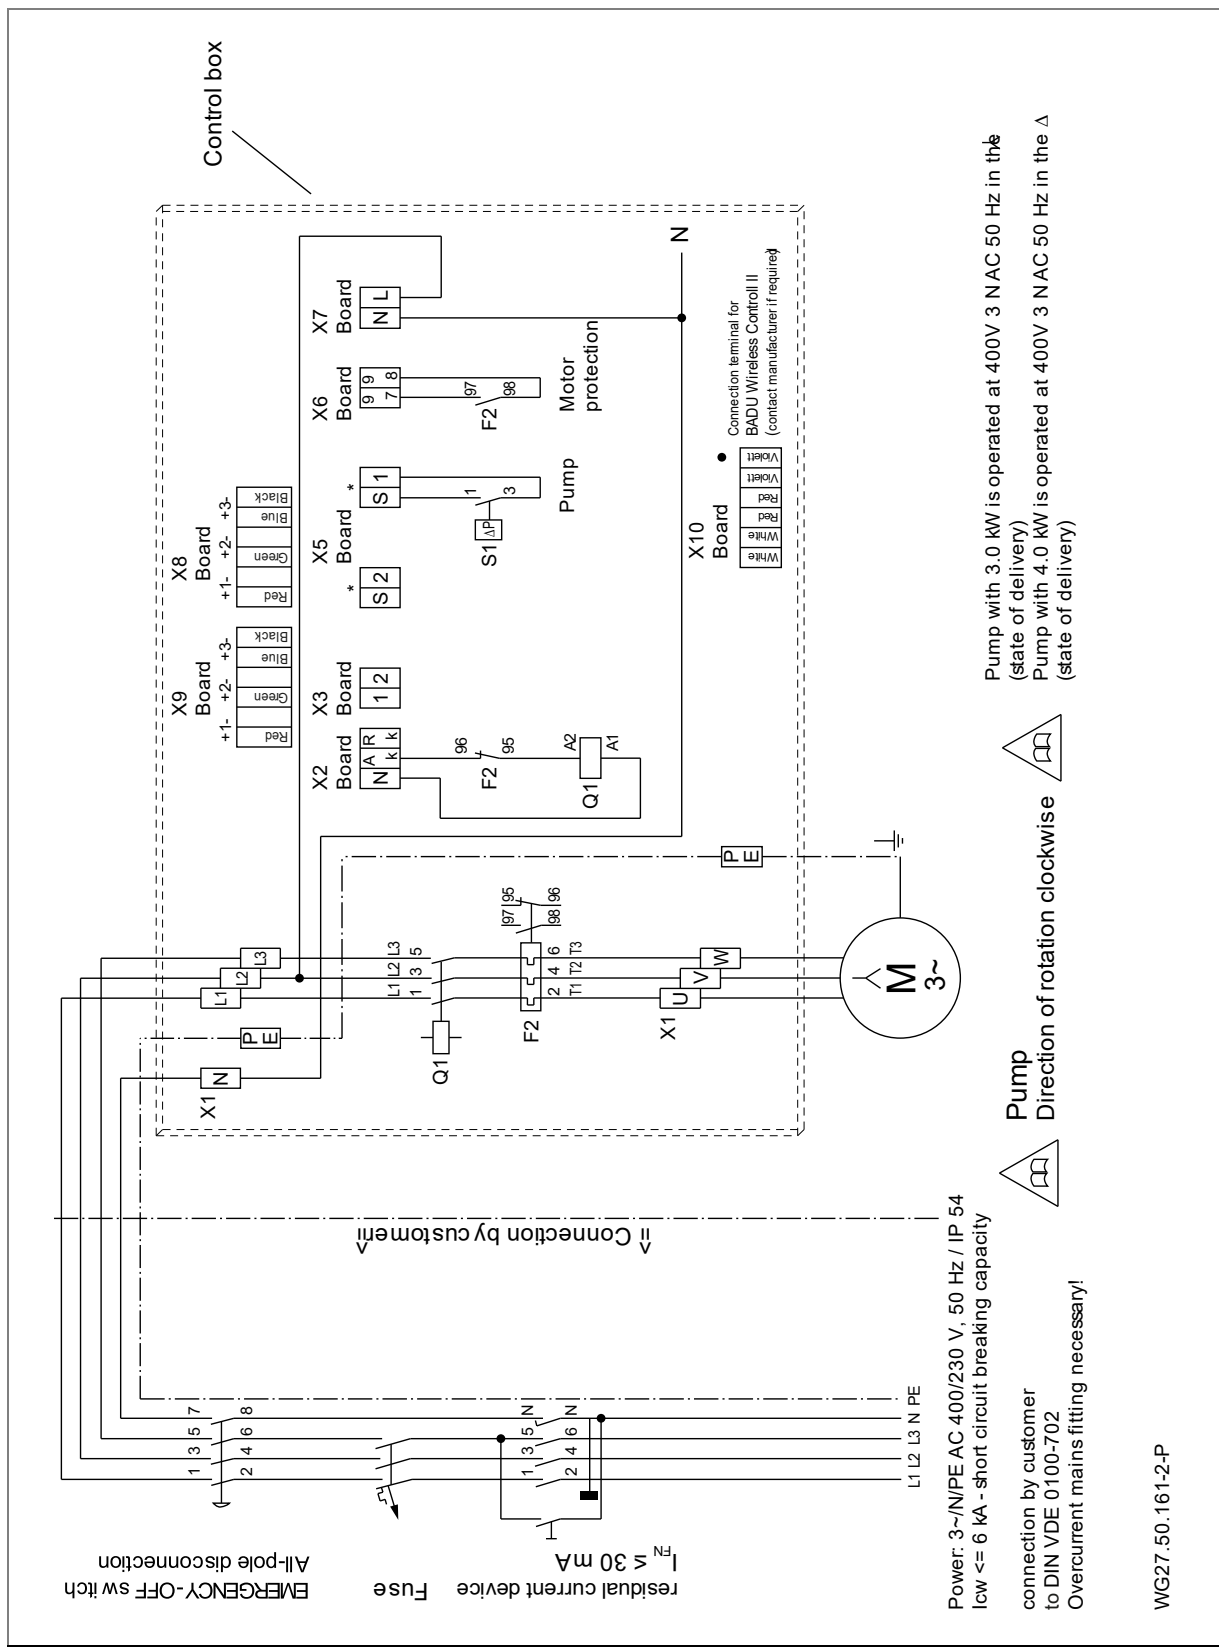 Control box
X9
Board
+1- +2- +3-
Red
Green
Blue
Black
X8
Board
+1- +2- +3-
Red
Green
Blue
Black
X2
Board
N
A
k
R
k
X3
Board
1 2
X5
Board
*
S 2
*
S 1
X6
Board
9
7
9
8
X7
Board
N L
96
F2
95
A2
Q1
A1
1
S1 ΔP
3
Pump
97
F2
98
Motor
protection
N
X10
Board
White
White
Red
Red
Violett
Violett
Connection terminal for
BADU Wireless Controll II
(contact manufacturer if required)
X1
N
P
E
L1
L2
L3
L1 L2 L3
1 3 5
Q1
97 95
98 96
F2
2 4 6
T1 T2 T3
X1
U
V
W
P
E
M
3~
!! Connection by customer!!
EMERGENCY-OFF switch
All-pole disconnection
1 3 5 7
2 4 6 8
Fuse
residual current device
I FN ≤ 30 mA
1 3 5 N
2 4 6 N
L1 L2 L3 N PE
Power: 3~/N/PE AC 400/230 V, 50 Hz / IP 54
Icw <= 6 kA - short circuit breaking capacity
connection by customer
to DIN VDE 0100-702
Overcurrent mains fitting necessary!
Pump
Direction of rotation clockwise
Pump with 3.0 kW is operated at 400V 3 N AC 50 Hz in the ⅄
(state of delivery)
Pump with 4.0 kW is operated at 400V 3 N AC 50 Hz in the Δ
(state of delivery)
WG27.50.161-2-P